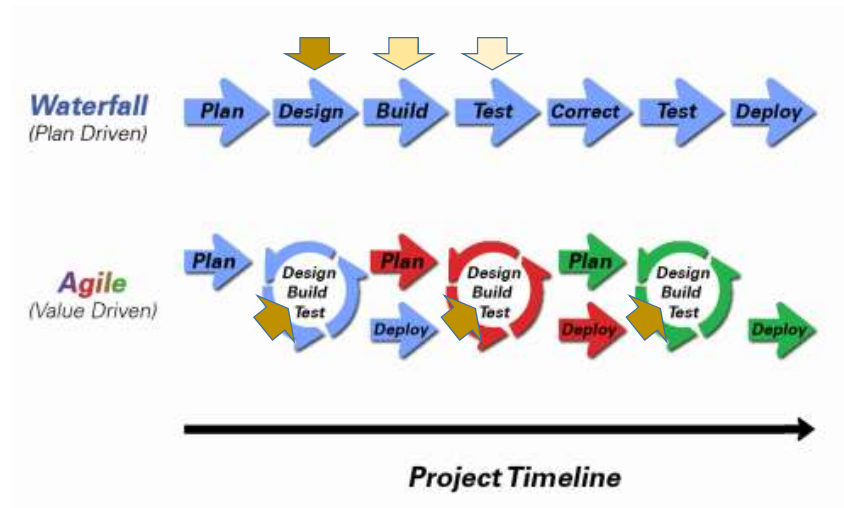 Waterfall
(Plan Driven)
Plan Design Build Test Correct Test Deploy
Agile
(Value Driven)
Plan
Design
Build
Test
Plan
Deploy
Design
Build
Test
Plan
Deploy
Design
Build
Test
Deploy
Project Timeline